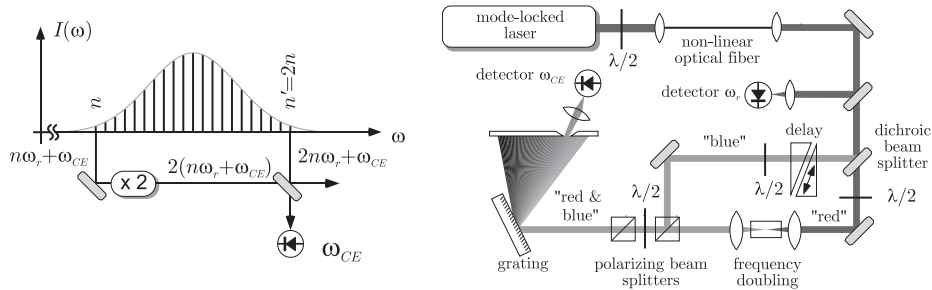 I(ω)
n
n'=2n
ω
nω_r+ω_CE
2(nω_r+ω_CE)
2nω_r+ω_CE
x 2
ω_CE
mode-locked
laser
λ/2
non-linear
optical fiber
detector ω_CE
detector ω_r
"blue"
delay
dichroic
beam
splitter
λ/2
λ/2
λ/2
"red &
blue"
"red"
grating
polarizing beam
splitters
frequency
doubling